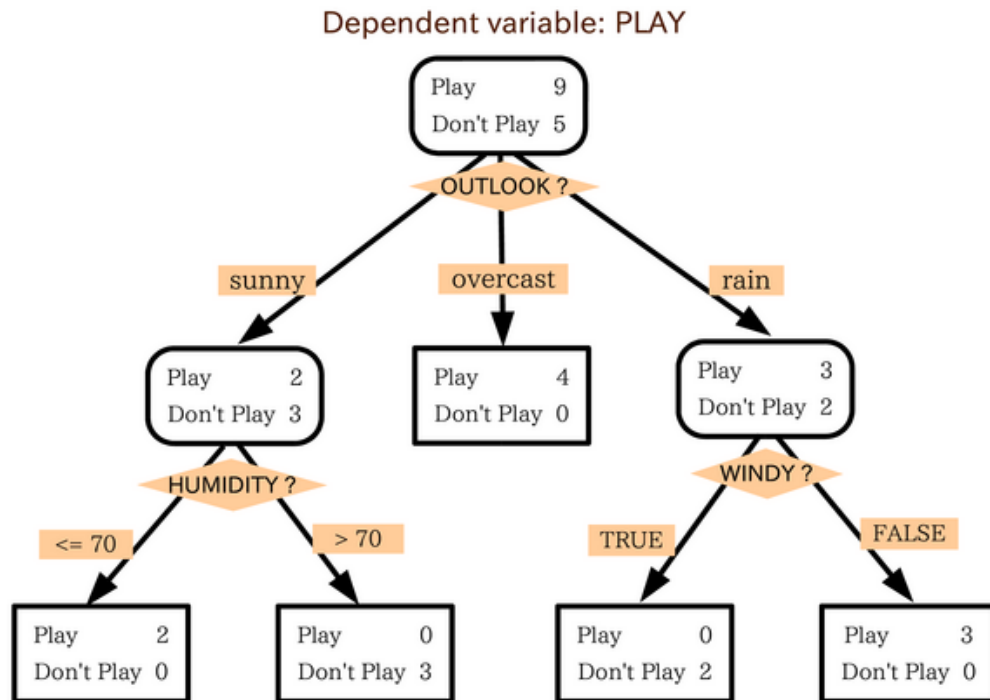 Dependent variable: PLAY
Play 9
Don't Play 5
OUTLOOK ?
sunny
overcast
rain
Play 2
Don't Play 3
Play 4
Don't Play 0
Play 3
Don't Play 2
HUMIDITY ?
WINDY ?
<= 70
> 70
TRUE
FALSE
Play 2
Don't Play 0
Play 0
Don't Play 3
Play 0
Don't Play 2
Play 3
Don't Play 0